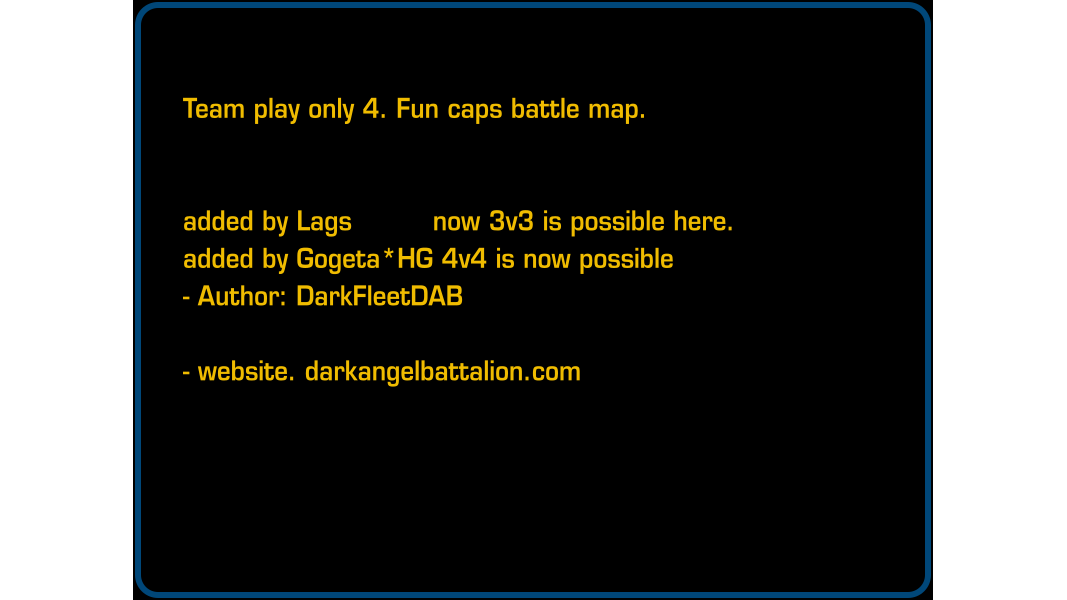 Team play only 4. Fun caps battle map.
added by Lags now 3v3 is possible here.
added by Gogeta*HG 4v4 is now possible
- Author: DarkFleetDAB
- website. darkangelbattalion.com